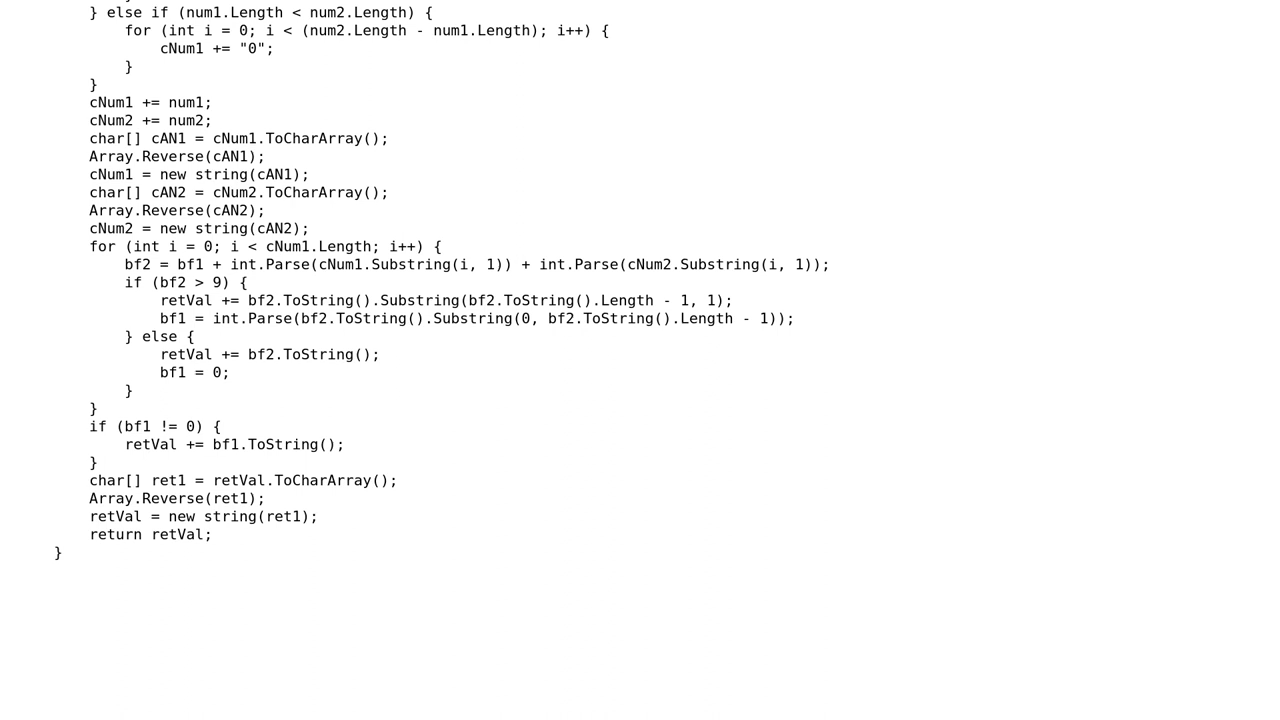 } else if (num1.Length < num2.Length) {
for (int i = 0; i < (num2.Length - num1.Length); i++) {
cNum1 += "0";
}
}
cNum1 += num1;
cNum2 += num2;
char[] cAN1 = cNum1.ToCharArray();
Array.Reverse(cAN1);
cNum1 = new string(cAN1);
char[] cAN2 = cNum2.ToCharArray();
Array.Reverse(cAN2);
cNum2 = new string(cAN2);
for (int i = 0; i < cNum1.Length; i++) {
bf2 = bf1 + int.Parse(cNum1.Substring(i, 1)) + int.Parse(cNum2.Substring(i, 1));
if (bf2 > 9) {
retVal += bf2.ToString().Substring(bf2.ToString().Length - 1, 1);
bf1 = int.Parse(bf2.ToString().Substring(0, bf2.ToString().Length - 1));
} else {
retVal += bf2.ToString();
bf1 = 0;
}
}
if (bf1 != 0) {
retVal += bf1.ToString();
}
char[] ret1 = retVal.ToCharArray();
Array.Reverse(ret1);
retVal = new string(ret1);
return retVal;
}